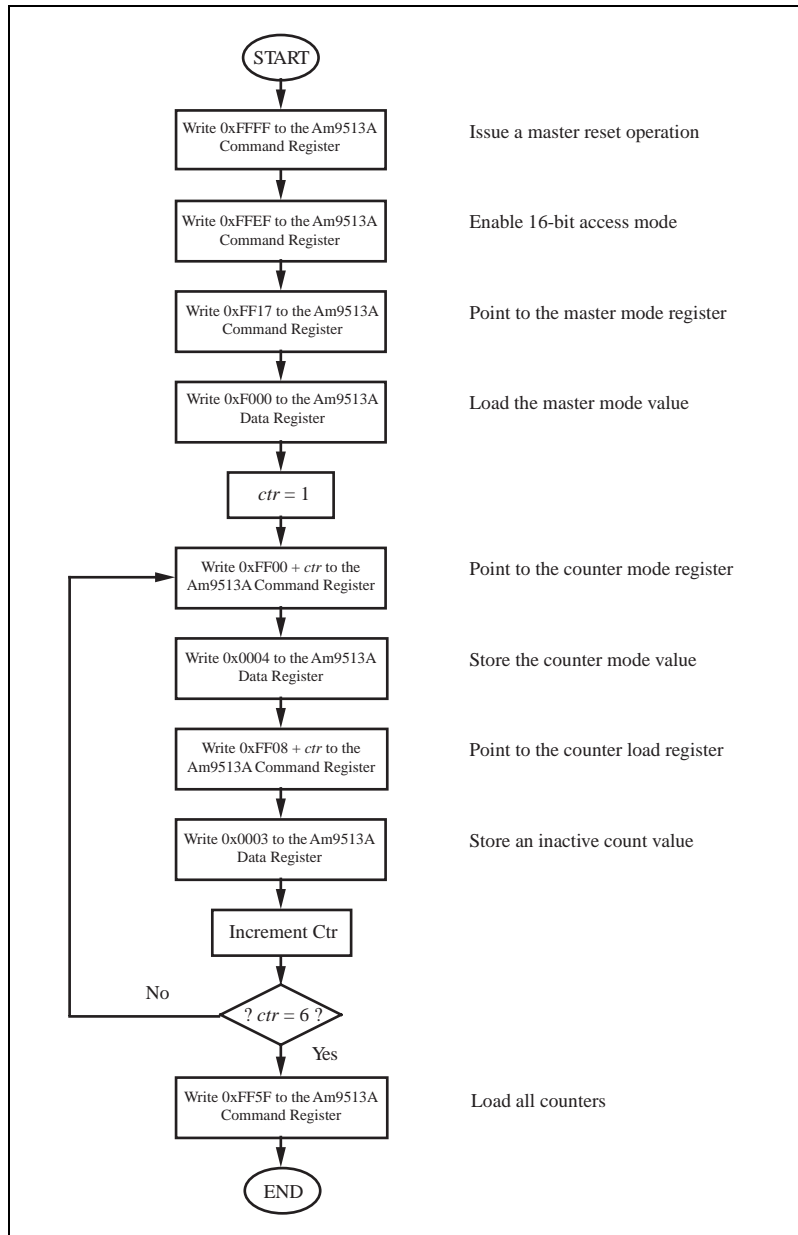 START
Write 0xFFFF to the Am9513A
Command Register
Issue a master reset operation
Write 0xFFEF to the Am9513A
Command Register
Enable 16-bit access mode
Write 0xFF17 to the Am9513A
Command Register
Point to the master mode register
Write 0xF000 to the Am9513A
Data Register
Load the master mode value
ctr = 1
Write 0xFF00 + ctr to the
Am9513A Command Register
Point to the counter mode register
Write 0x0004 to the Am9513A
Data Register
Store the counter mode value
Write 0xFF08 + ctr to the
Am9513A Command Register
Point to the counter load register
Write 0x0003 to the Am9513A
Data Register
Store an inactive count value
Increment Ctr
No
? ctr = 6 ?
Yes
Write 0xFF5F to the Am9513A
Command Register
Load all counters
END